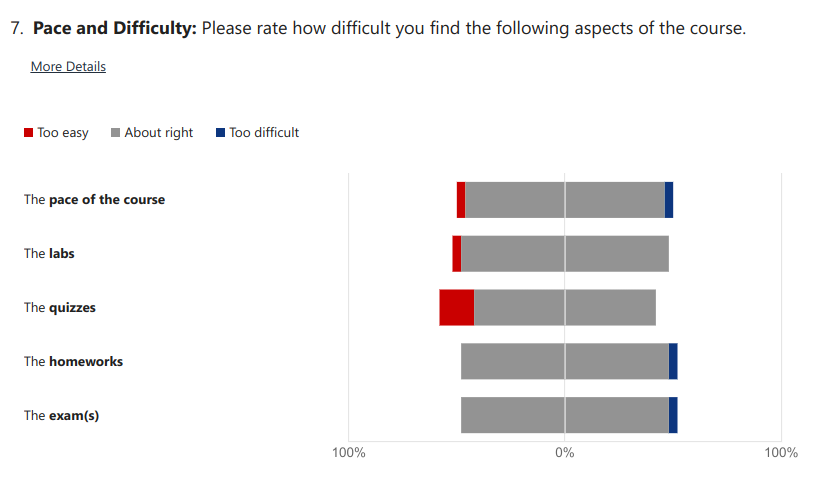 7. Pace and Difficulty: Please rate how difficult you find the following aspects of the course.
More Details
Too easy About right Too difficult
The pace of the course
The labs
The quizzes
The homeworks
The exam(s)
100% 0% 100%